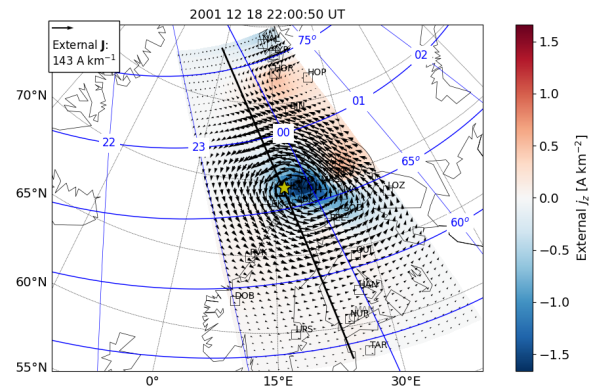 2001 12 18 22:00:50 UT
External J:
143 A km⁻¹
75°
02
HOP
70°N
01
00
22
23
65°
LOZ
65°N
60°
60°N
DOB
HAN
NUR
TAR
55°N
0°
15°E
30°E
1.5
1.0
0.5
0.0
−0.5
−1.0
−1.5
External j_z [A km⁻²]